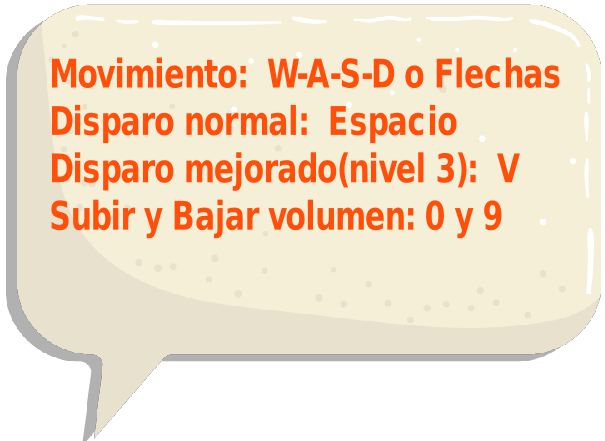 Movimiento: W-A-S-D o Flechas
Disparo normal: Espacio
Disparo mejorado(nivel 3): V
Subir y Bajar volumen: 0 y 9